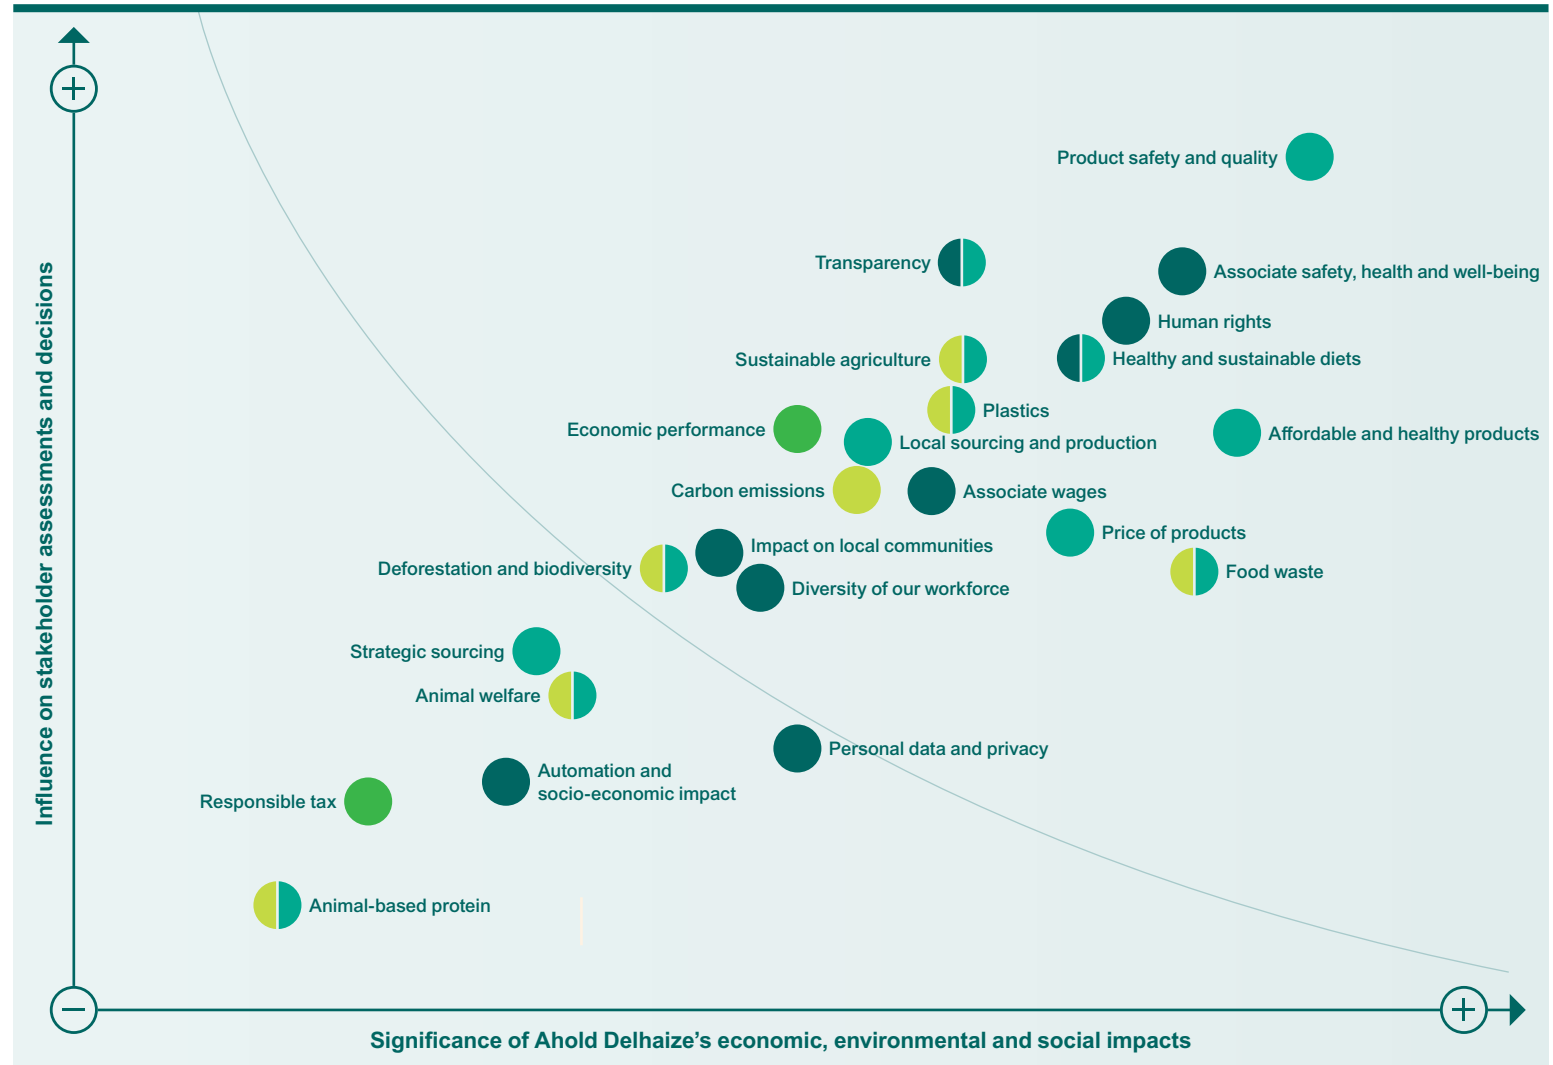 Influence on stakeholder assessments and decisions
Product safety and quality
Transparency
Associate safety, health and well-being
Human rights
Sustainable agriculture
Healthy and sustainable diets
Plastics
Economic performance
Local sourcing and production
Affordable and healthy products
Carbon emissions
Associate wages
Price of products
Impact on local communities
Deforestation and biodiversity
Food waste
Diversity of our workforce
Strategic sourcing
Animal welfare
Personal data and privacy
Automation and
socio-economic impact
Responsible tax
Animal-based protein
Significance of Ahold Delhaize’s economic, environmental and social impacts